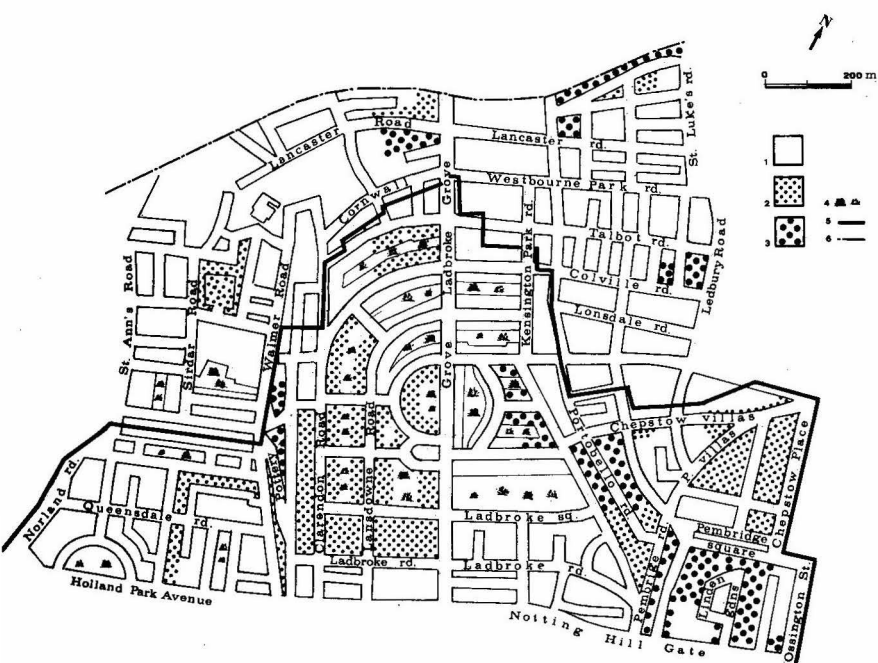 N
0 200 m
1
2
3
4
5
6
Lancaster Road
Lancaster rd.
St. Luke's rd.
Cornwall
Grove
Westbourne Park rd.
Talbot rd.
Colville rd.
Lonsdale rd.
Ledbury Road
Kensington Park rd.
Ladbroke
Grove
St. Ann's Road
Sirdar Road
Walmer Road
Pottery
Clarendon Road
Lansdowne Road
Portobello rd.
Chepstow villas
P. villas
Chepstow Place
Norland rd.
Queensdale rd.
Ladbroke sq.
Ladbroke rd.
Ladbroke rd.
Pembridge square
Pembridge rd.
Linden gdns
Ossington St.
Holland Park Avenue
Notting Hill Gate